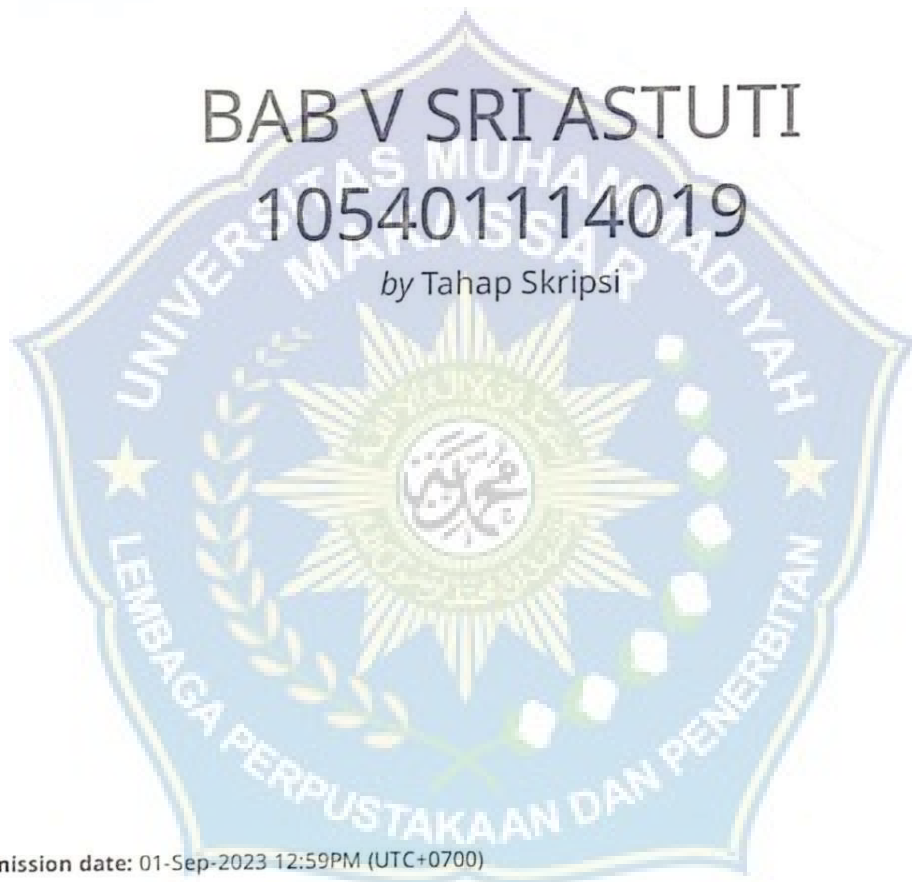 BAB V SRI ASTUTI
105401114019
by Tahap Skripsi
UNIVERSITAS MUHAMMADIYAH
MAKASSAR
LEMBAGA PERPUSTAKAAN DAN PENERBITAN
mission date: 01-Sep-2023 12:59PM (UTC+0700)